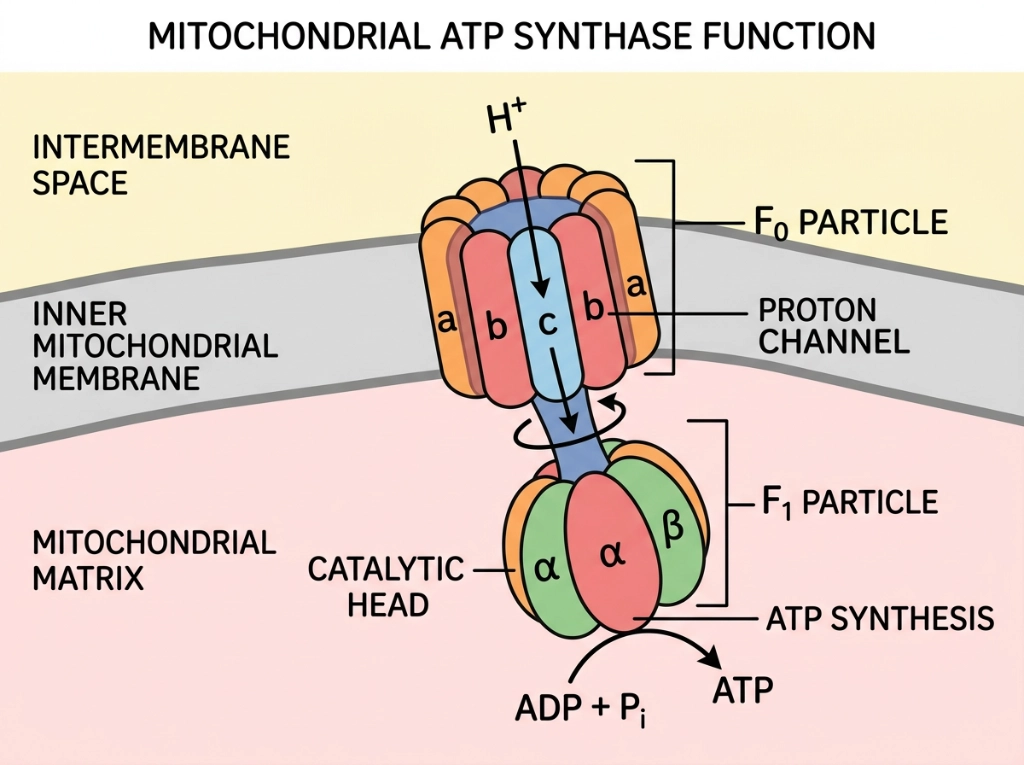 MITOCHONDRIAL ATP SYNTHASE FUNCTION
H⁺
INTERMEMBRANE
SPACE
F₀ PARTICLE
a
b
c
b
a
INNER
MITOCHONDRIAL
MEMBRANE
PROTON
CHANNEL
F₁ PARTICLE
MITOCHONDRIAL
MATRIX
CATALYTIC
HEAD
α
α
β
ATP SYNTHESIS
ADP + Pᵢ
ATP